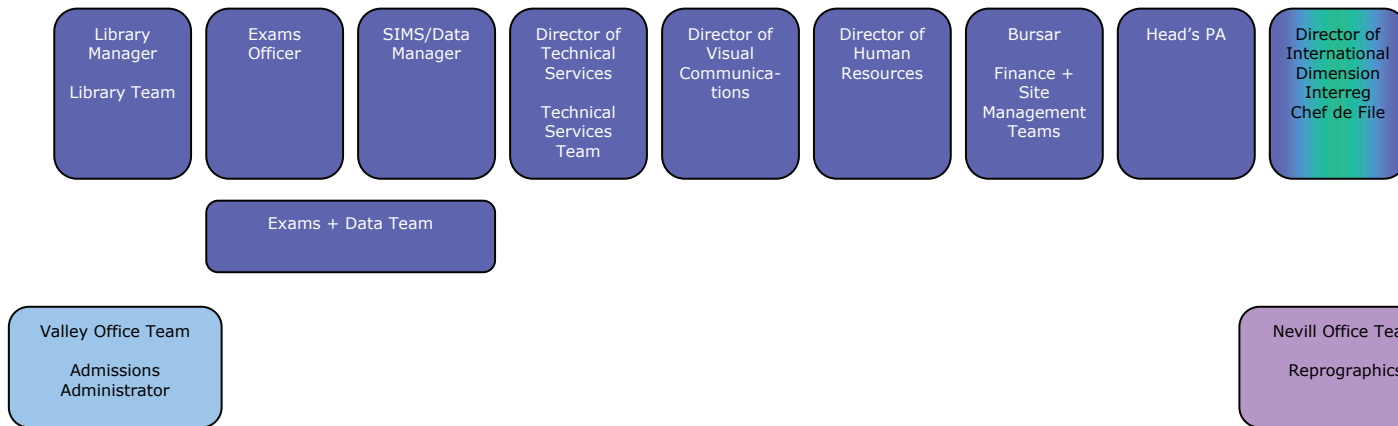 Library
Manager
Library Team
Exams
Officer
SIMS/Data
Manager
Director of
Technical
Services
Technical
Services
Team
Director of
Visual
Communica-
tions
Director of
Human
Resources
Bursar
Finance +
Site
Management
Teams
Head's PA
Director of
International
Dimension
Interreg
Chef de File
Exams + Data Team
Valley Office Team
Admissions
Administrator
Nevill Office Tea
Reprographics